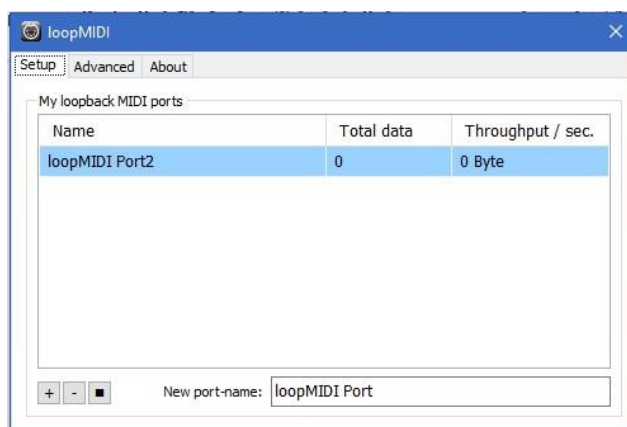 loopMIDI
Setup Advanced About
My loopback MIDI ports
Name Total data Throughput / sec.
loopMIDI Port2 0 0 Byte
+ - ■ New port-name: loopMIDI Port